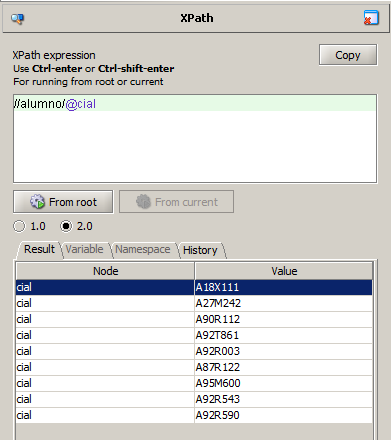 XPath
XPath expression
Copy
Use Ctrl-enter or Ctrl-shift-enter
For running from root or current
//alumno/@cial
From root
From current
1.0
2.0
Result
Variable
Namespace
History
Node Value
cial A18X111
cial A27M242
cial A90R112
cial A92T861
cial A92R003
cial A87R122
cial A95M600
cial A92R543
cial A92R590